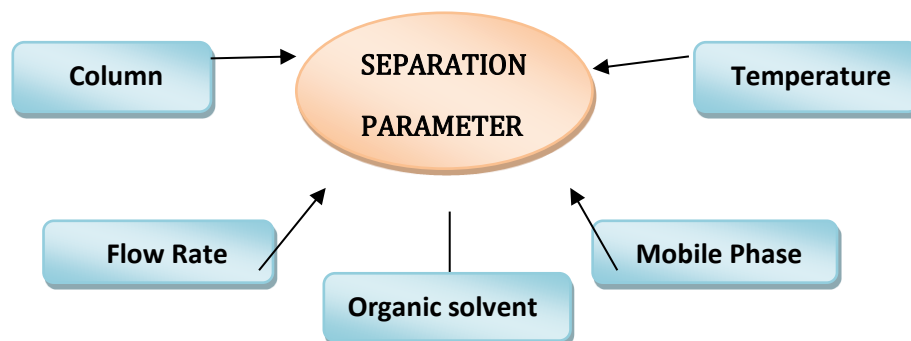 SEPARATION
PARAMETER
Column
Temperature
Flow Rate
Mobile Phase
Organic solvent